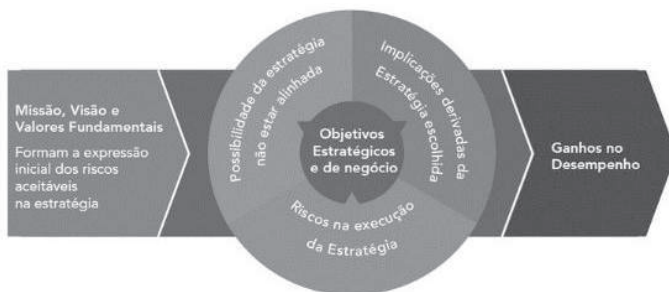 Missão, Visão e
Valores Fundamentais
Formam a expressão
inicial dos riscos
aceitáveis
na estratégia
Possibilidade da estratégia
não estar alinhada
Implicações derivadas da
Estratégia escolhida
Objetivos
Estratégicos
e de negócio
Riscos na execução
da Estratégia
Ganhos no
Desempenho